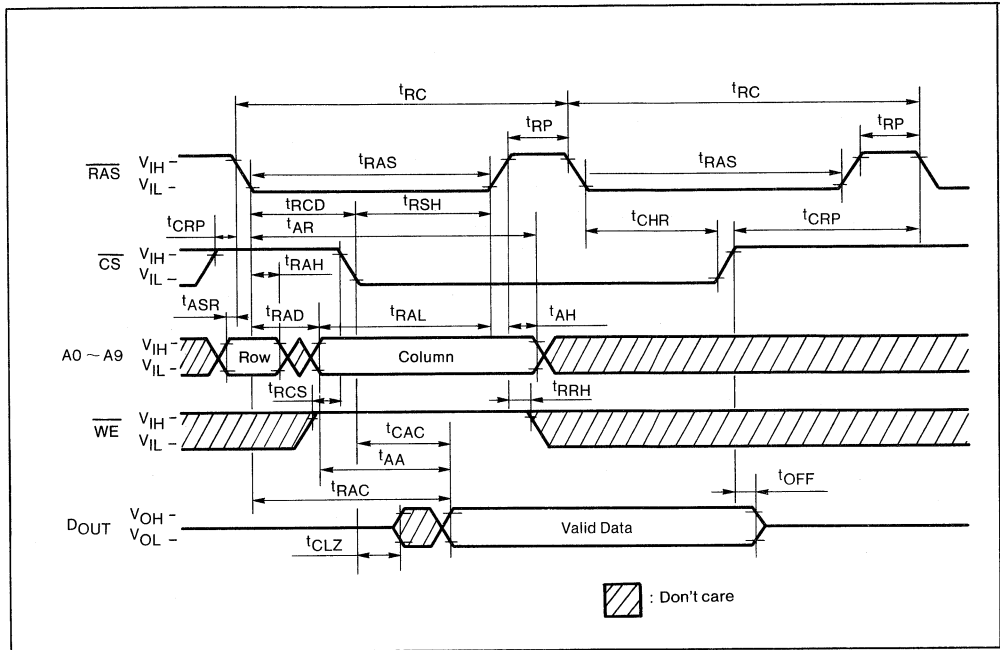 tRC tRC
tRP tRP
RAS VIH VIL tRAS tRAS
tRCD tRSH
tCRP tAR tCHR tCRP
CS VIH VIL tRAH
tASR tRAD tRAL tAH
A0 ~ A9 VIH VIL Row Column
tRCS tRRH
WE VIH VIL
tCAC
tAA
tRAC tOFF
DOUT VOH VOL Valid Data
tCLZ
: Don't care